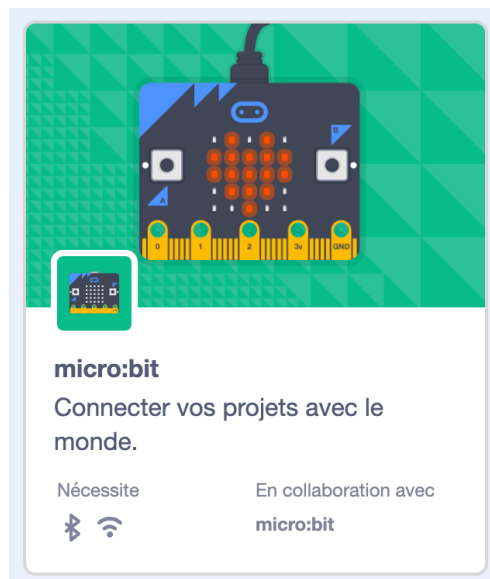 B
A
0 1 2 3v GND
micro:bit
Connecter vos projets avec le
monde.
Nécessite
En collaboration avec
micro:bit